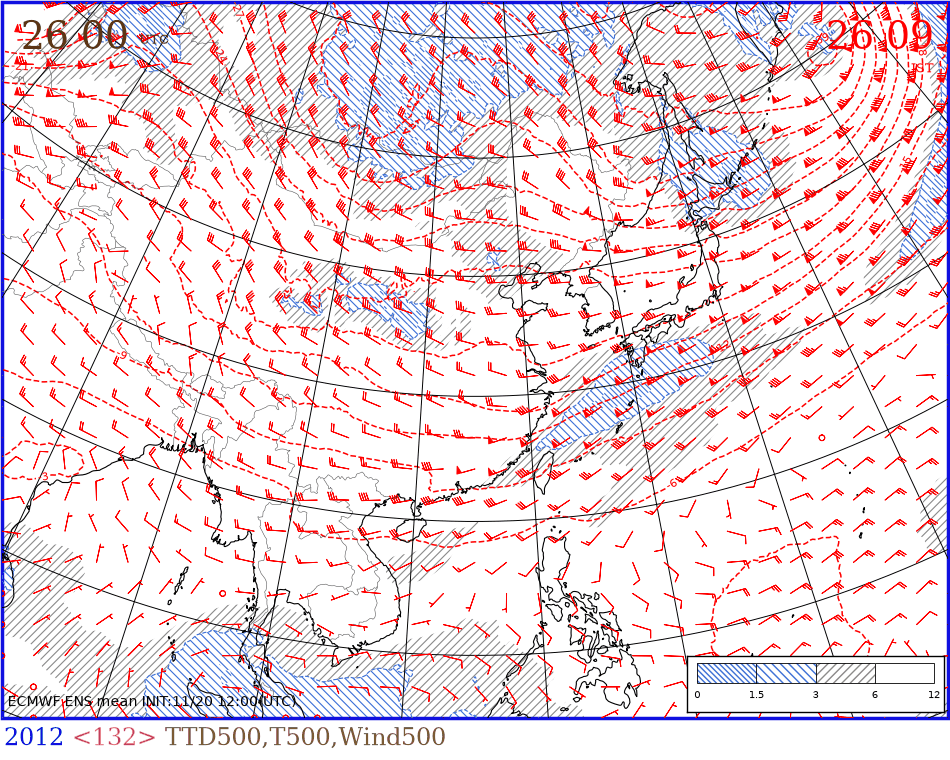 26 00 UTC
26 09
JST
ECMWF ENS mean INIT:11/20 12:00(UTC)
0 1.5 3 6 12
2012 <132> TTD500,T500,Wind500